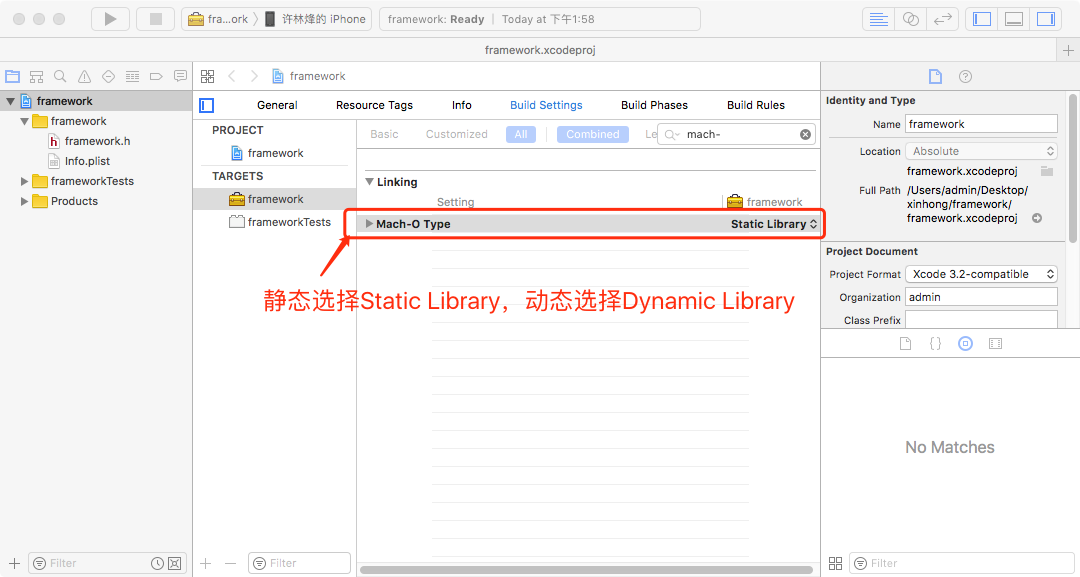 fra...ork
许林烽的 iPhone
framework: Ready | Today at 下午1:58
framework.xcodeproj
framework
General
Resource Tags
Info
Build Settings
Build Phases
Build Rules
framework
framework
framework.h
Info.plist
frameworkTests
Products
PROJECT
framework
TARGETS
framework
frameworkTests
Basic
Customized
All
Combined
Le
mach-
Linking
Setting
framework
Mach-O Type
Static Library
静态选择Static Library，动态选择Dynamic Library
Identity and Type
Name framework
Location Absolute
framework.xcodeproj
Full Path /Users/admin/Desktop/
xinhong/framework/
framework.xcodeproj
Project Document
Project Format Xcode 3.2-compatible
Organization admin
Class Prefix
No Matches
Filter
Filter
Filter